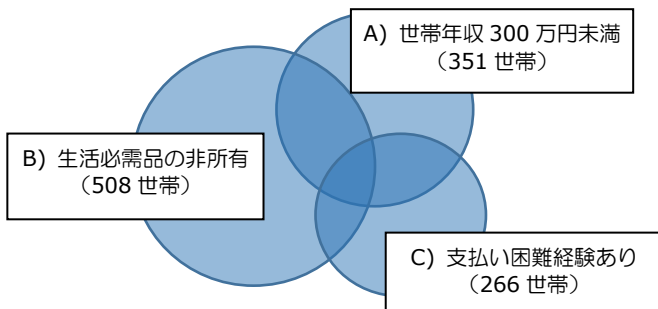 A) 世帯年収 300 万円未満
（351 世帯）
B) 生活必需品の非所有
（508 世帯）
C) 支払い困難経験あり
（266 世帯）